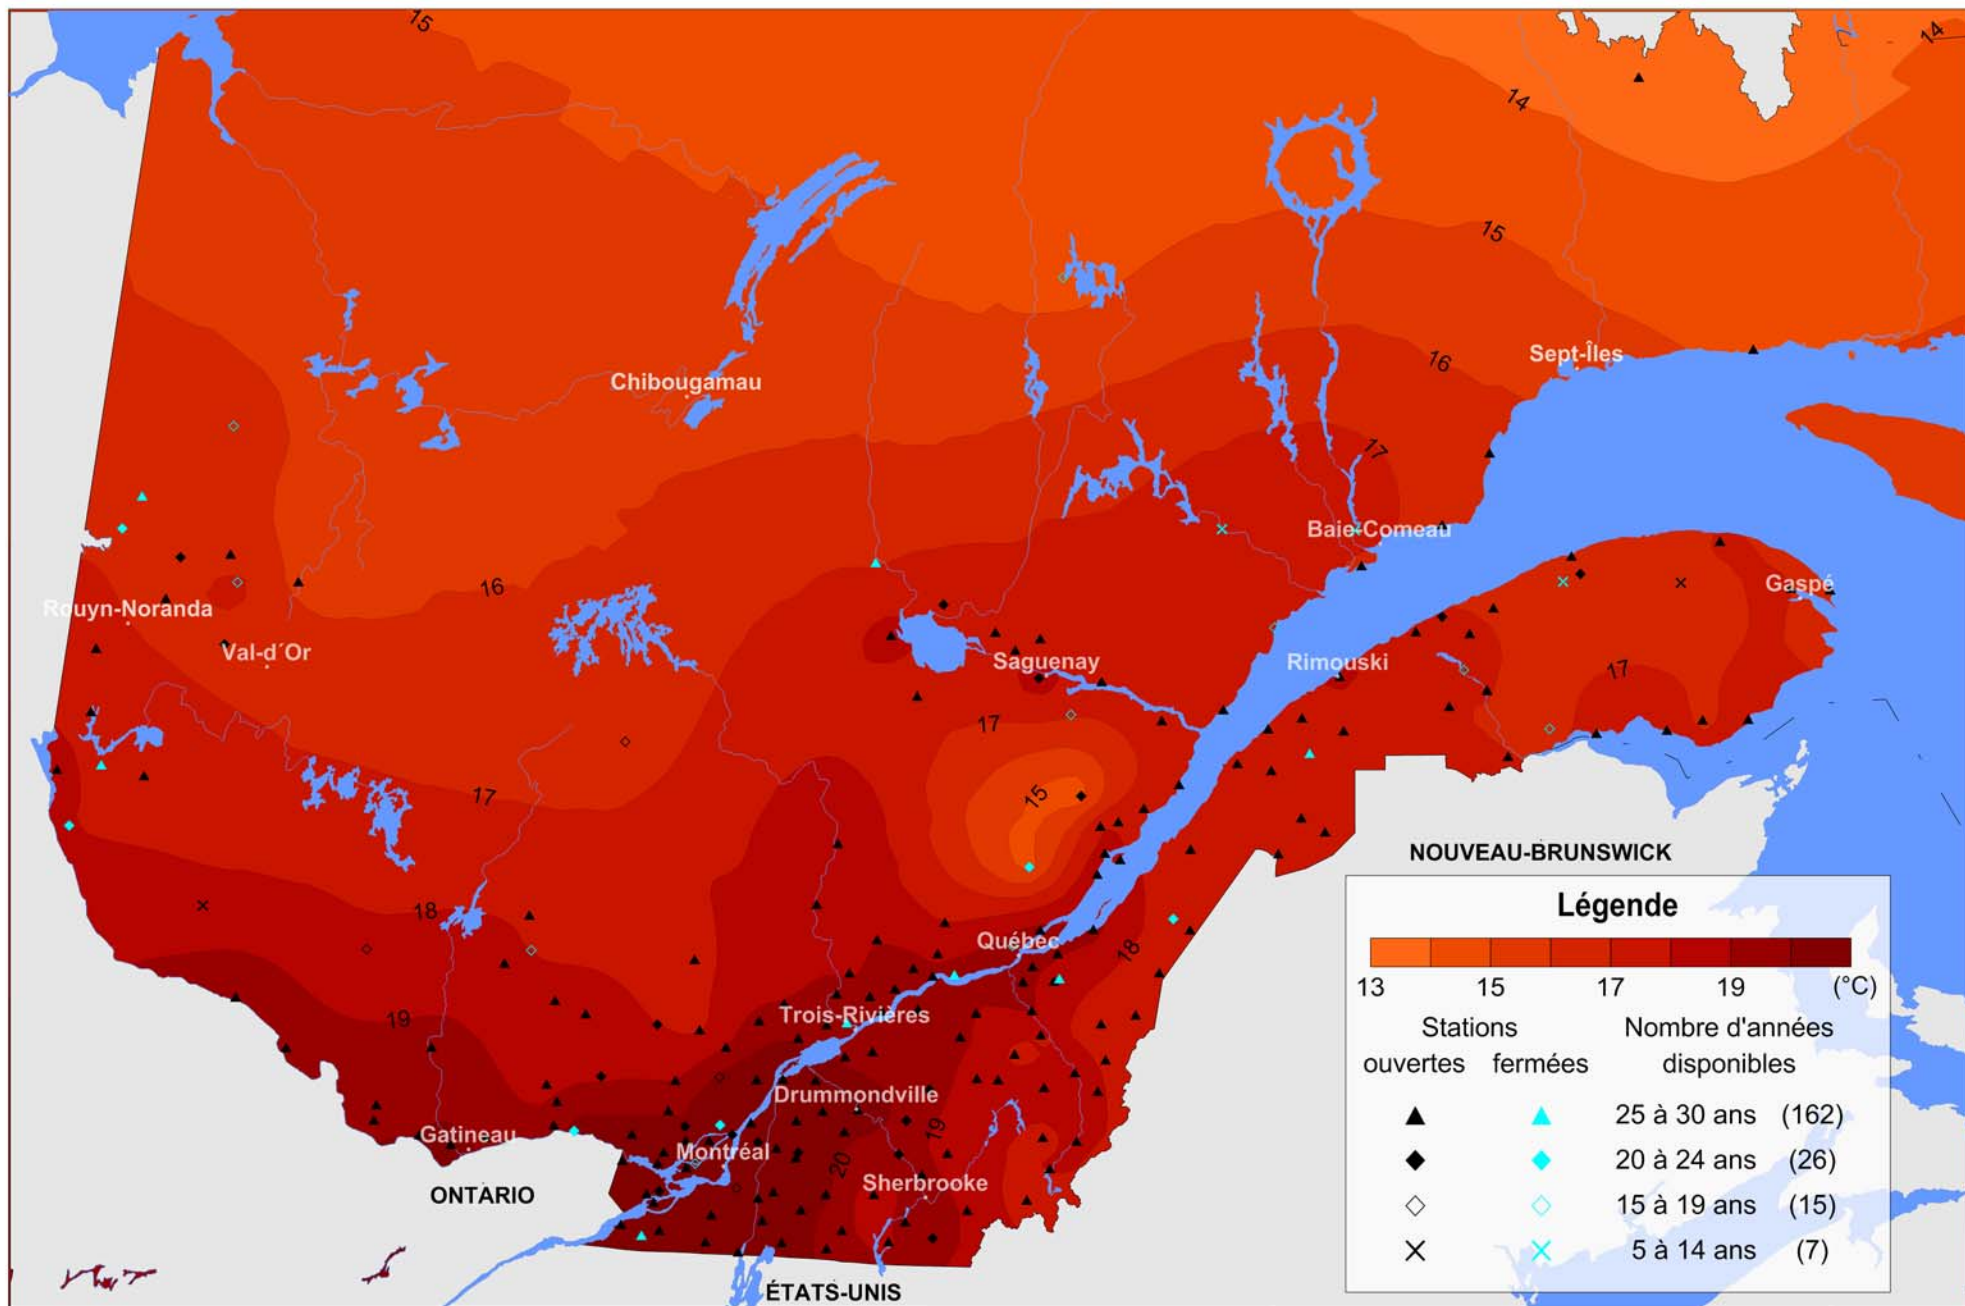 15
14
14
15
16
Sept-Îles
Chibougamau
17
Baie-Comeau
16
Gaspé
Rouyn-Noranda
Val-d´Or
Saguenay
Rimouski
17
17
15
17
NOUVEAU-BRUNSWICK
18
Québec
18
19
Trois-Rivières
Drummondville
19
Gatineau
Montréal
20
Sherbrooke
ONTARIO
ÉTATS-UNIS
Légende
13 15 17 19 (°C)
Stations Nombre d'années
ouvertes fermées disponibles
25 à 30 ans (162)
20 à 24 ans (26)
15 à 19 ans (15)
5 à 14 ans (7)